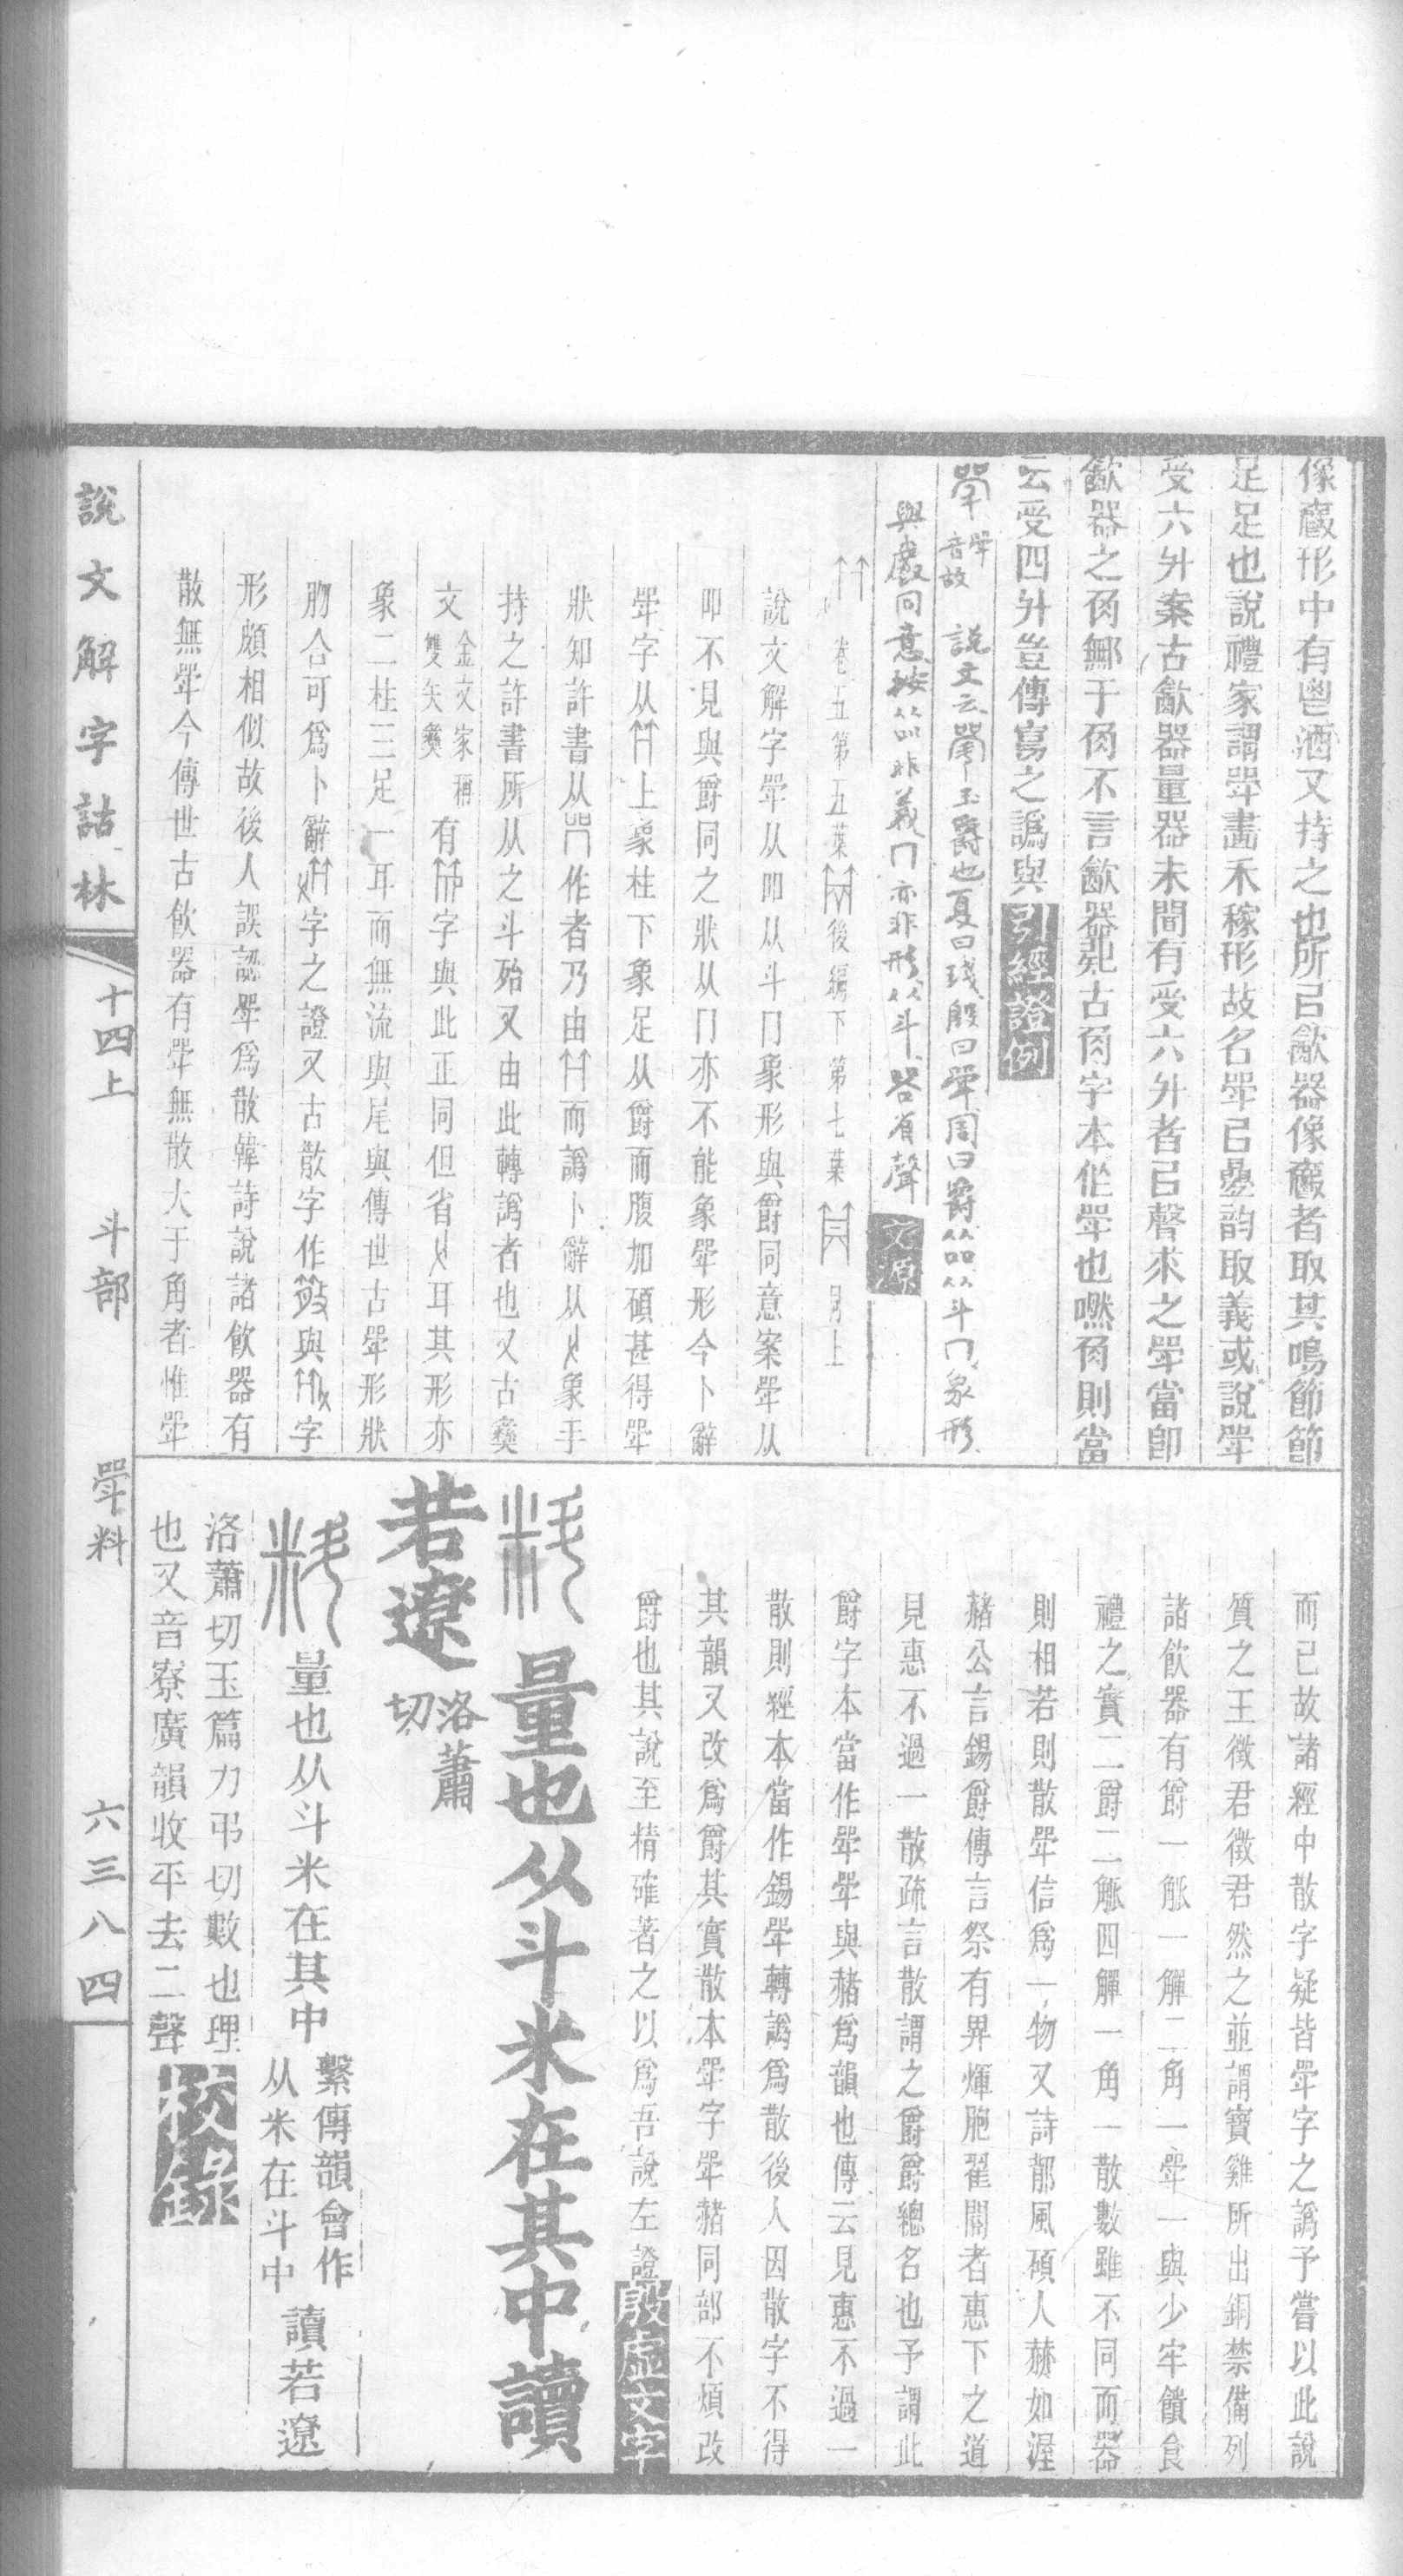 像𩰥形中有鬯酒又持之也所㠯㱃器像𩰥者取其鳴節節
足足也說禮家謂斝畫禾稼形故名斝㠯疊韵取義或說斝
受六升案古㱃器量器未聞有受六升者㠯聲求之斝當卽
㱃器之 于 不言㱃器 古 字本作斝也 則當
云受四升豈傳寫之譌與引經證例
斝 斝音故 說文云斝玉爵也夏曰琖殷曰斝周曰爵从吅从斗冂象形
與爵同意按从吅非義冂亦非形从斗 省聲文源
卷五第五葉 後編下第七葉 同上
說文解字斝从吅从斗冂象形與爵同意案斝从
吅不見與爵同之狀从冂亦不能象斝形今卜辭
斝字从 上象柱下象足从爵而腹加碩甚得斝
狀知許書从 作者乃由 而譌卜辭从 象手
持之許書所从之斗殆又由此轉譌者也又古彝
文金文家稱雙矢彝有 字與此正同但省 耳其形亦
象二柱三足一耳而無流與尾與傳世古斝形狀
脗合可爲卜辭 字之證又古散字作 與 字
形頗相似故後人誤認斝爲散韓詩說諸飲器有
散無斝今傳世古飲器有斝無散大于角者惟斝
而已故諸經中散字疑皆斝字之譌予嘗以此說
質之王徵君徵君然之並謂寶雞所出銅禁備列
諸飲器有爵一觚一觶二角一斝一與少牢饋食
禮之實二爵二觚四觶一角一散數雖不同而器
則相若則散斝信爲一物又詩邶風碩人赫如渥
赭公言錫爵傳言祭有畀煇胞翟閽者惠下之道
見惠不過一散疏言散謂之爵爵總名也予謂此
爵字本當作斝斝與赭爲韻也傳云見惠不過一
散則經本當作錫斝轉譌爲散後人因散字不得
其韻又改爲爵其實散本斝字斝赭同部不煩改
爵也其說至精確著之以爲吾說左證殷虛文字
料 量也从斗米在其中讀
若遼洛蕭切
料 量也从斗米在其中繫傳韻會作从米在斗中讀若遼
洛蕭切玉篇力弔切數也理
也又音寮廣韻收平去二聲校錄
說文解字詁林 十四上 斗部 斝料 六三八四